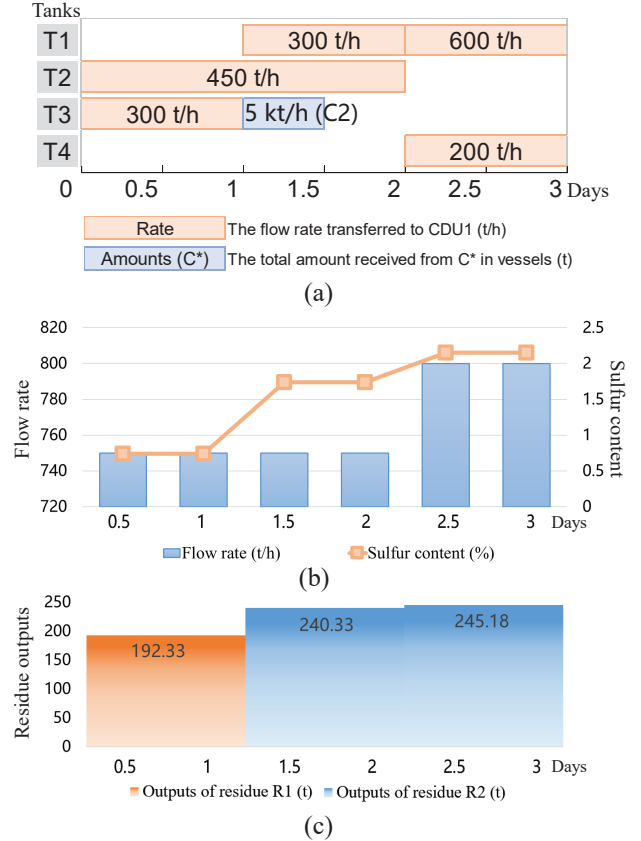 Tanks
T1 300 t/h 600 t/h
T2 450 t/h
T3 300 t/h 5 kt/h (C2)
T4 200 t/h
0 0.5 1 1.5 2 2.5 3 Days
Rate The flow rate transferred to CDU1 (t/h)
Amounts (C*) The total amount received from C* in vessels (t)
(a)
820 2.5
800 2
780 1.5
760 1
740 0.5
720 0
Flow rate
Sulfur content
0.5 1 1.5 2 2.5 3 Days
Flow rate (t/h) Sulfur content (%)
(b)
250
200
150
100
50
0
Residue outputs
192.33 240.33 245.18
0.5 1 1.5 2 2.5 3 Days
Outputs of residue R1 (t) Outputs of residue R2 (t)
(c)